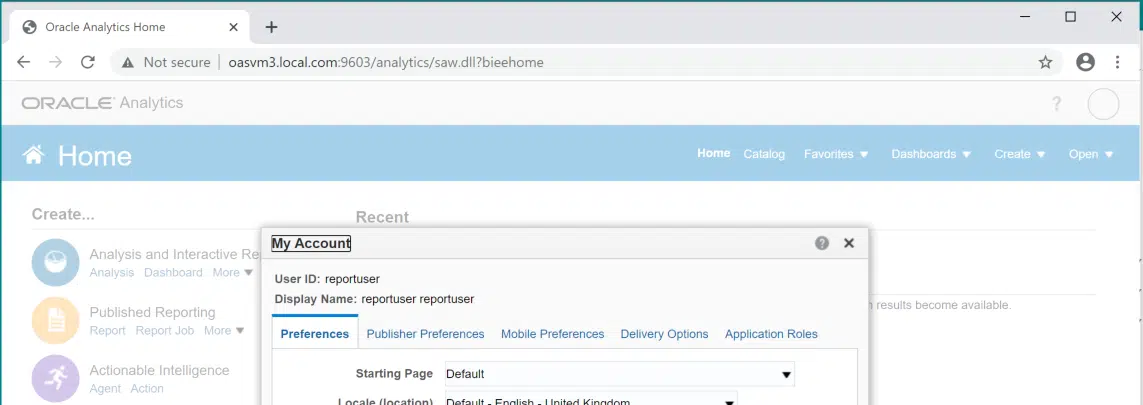 Oracle Analytics Home
Not secure | oasvm3.local.com:9603/analytics/saw.dll?bieehome
ORACLE Analytics ?
Home Home Catalog Favorites Dashboards Create Open
Create... Recent
Analysis and Interactive Re
Analysis Dashboard More
Published Reporting
Report Report Job More
Actionable Intelligence
Agent Action
results become available.
My Account ?
User ID: reportuser
Display Name: reportuser reportuser
Preferences Publisher Preferences Mobile Preferences Delivery Options Application Roles
Starting Page Default
Locale (location) Default - English - United Kingdom